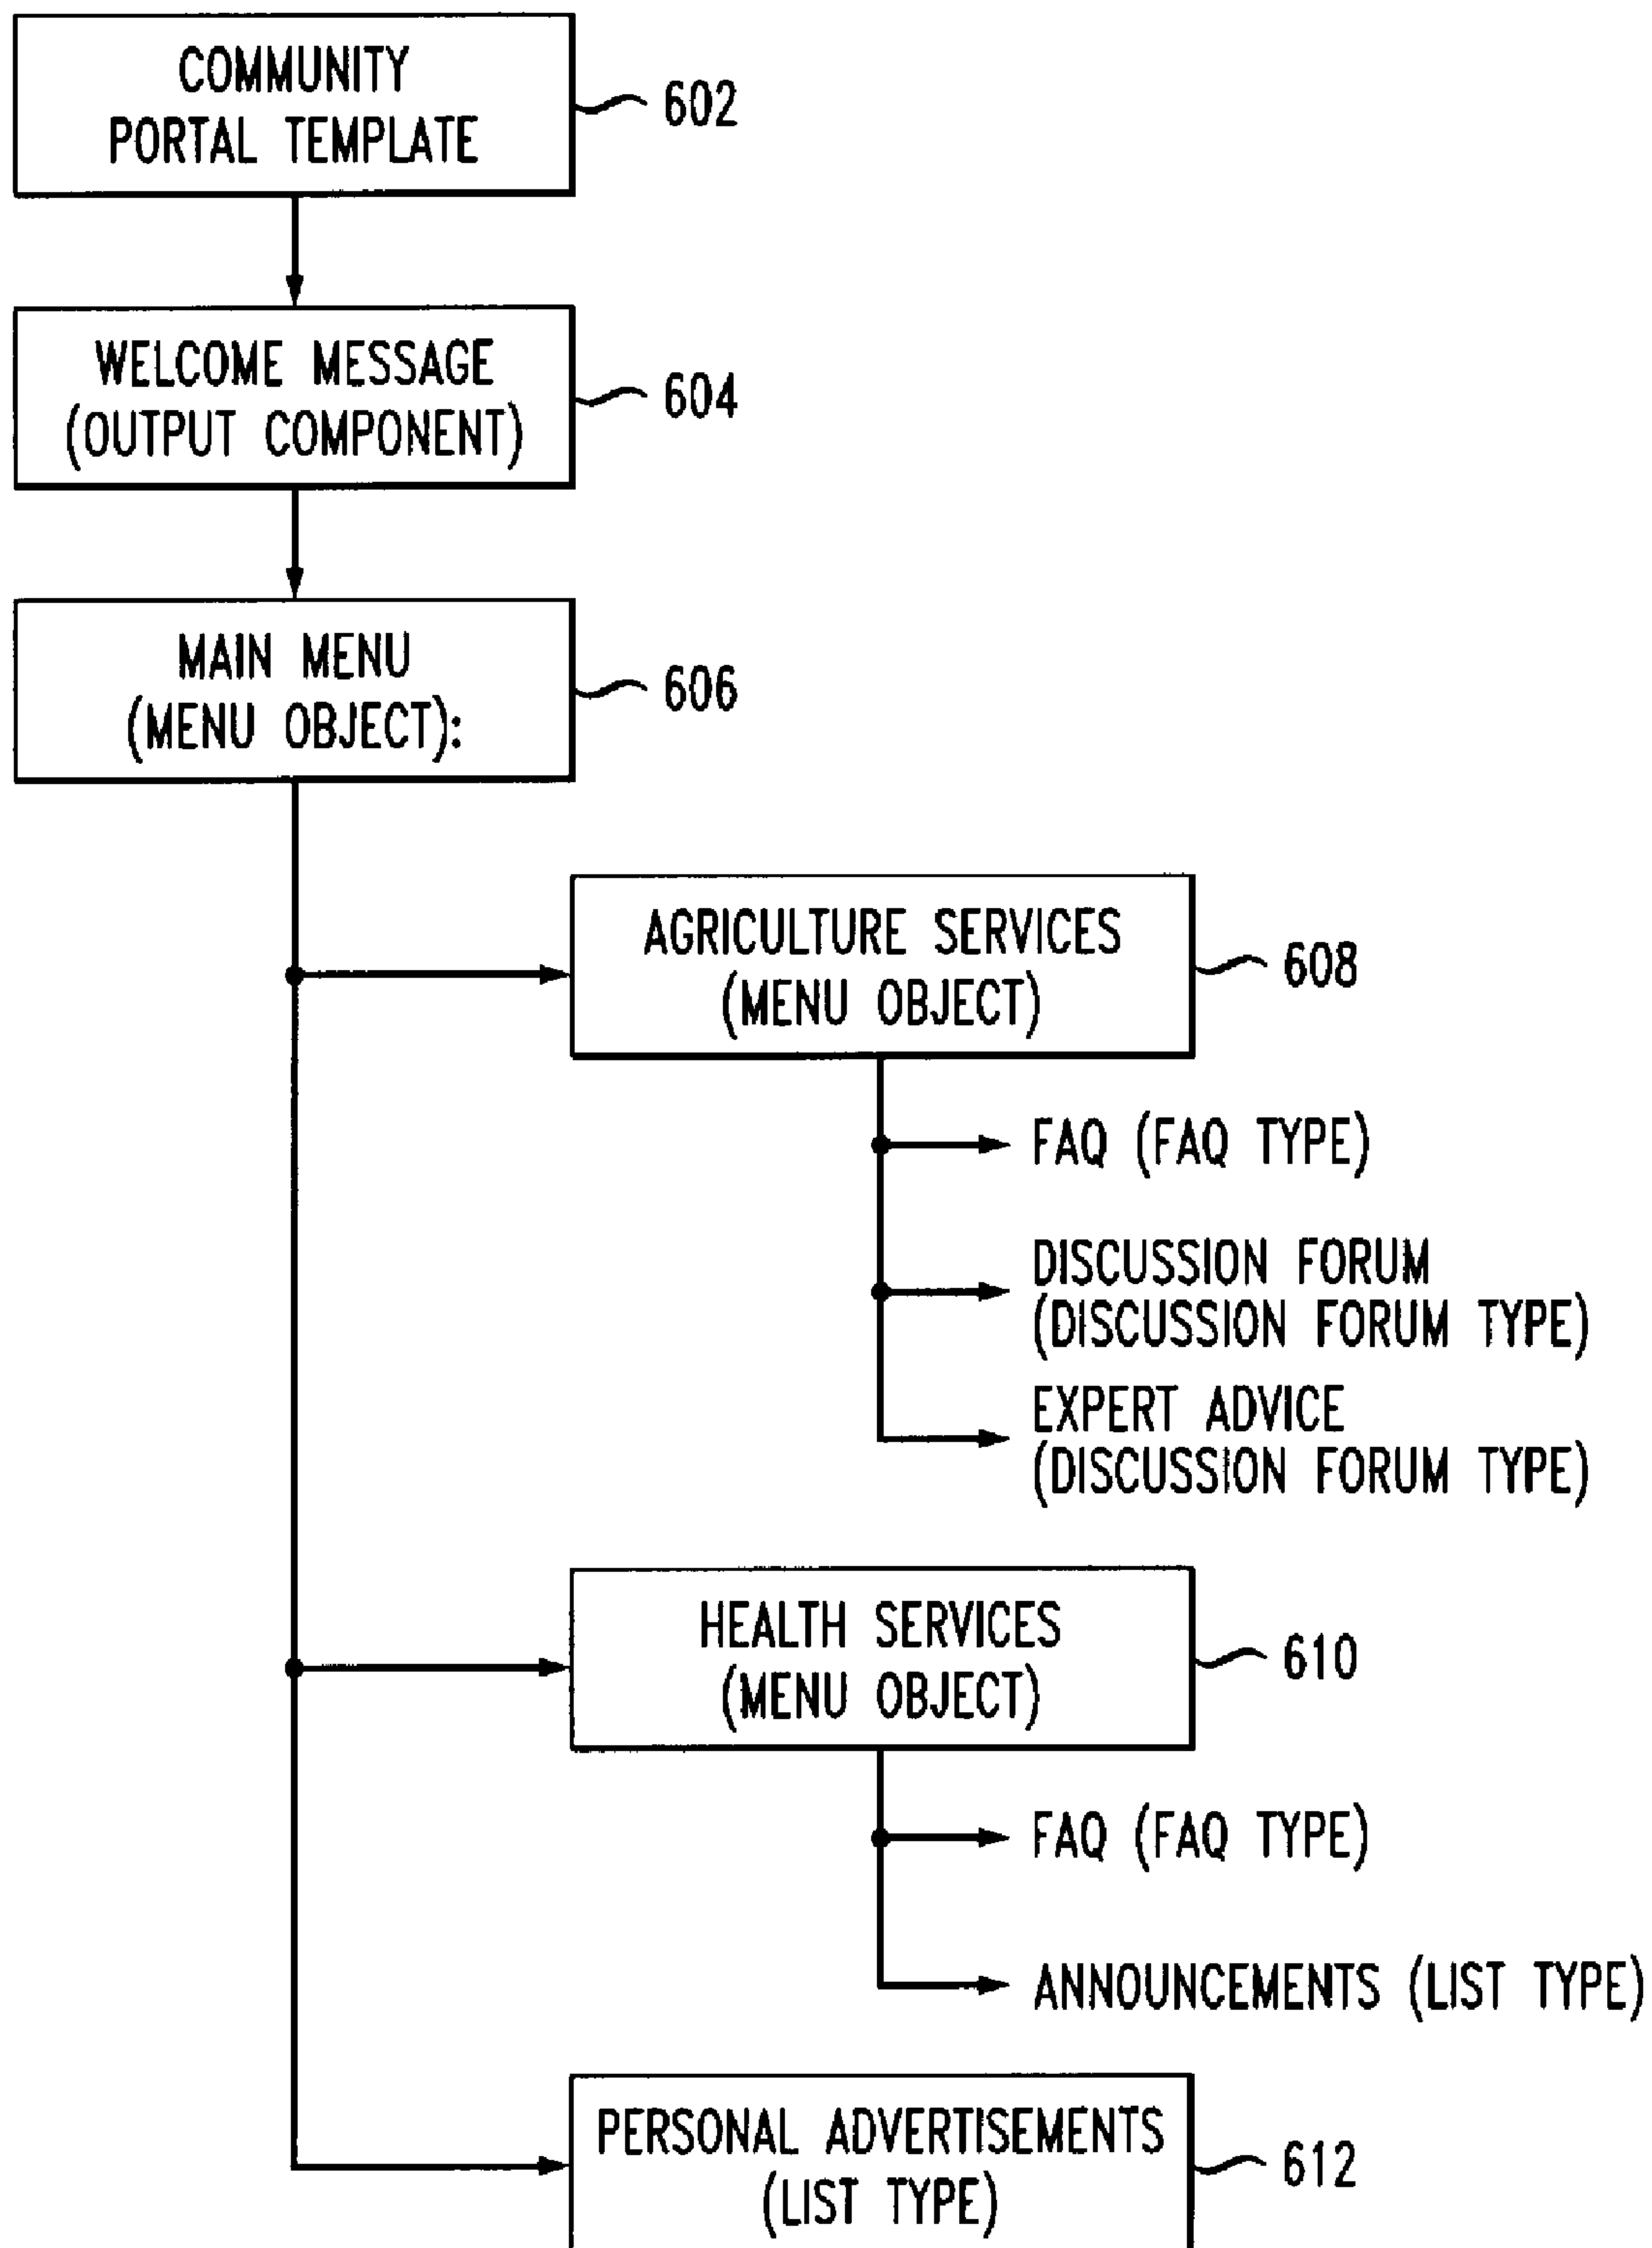 COMMUNITY
PORTAL TEMPLATE
602
WELCOME MESSAGE
(OUTPUT COMPONENT)
604
MAIN MENU
(MENU OBJECT):
606
AGRICULTURE SERVICES
(MENU OBJECT)
608
FAQ (FAQ TYPE)
DISCUSSION FORUM
(DISCUSSION FORUM TYPE)
EXPERT ADVICE
(DISCUSSION FORUM TYPE)
HEALTH SERVICES
(MENU OBJECT)
610
FAQ (FAQ TYPE)
ANNOUNCEMENTS (LIST TYPE)
PERSONAL ADVERTISEMENTS
(LIST TYPE)
612